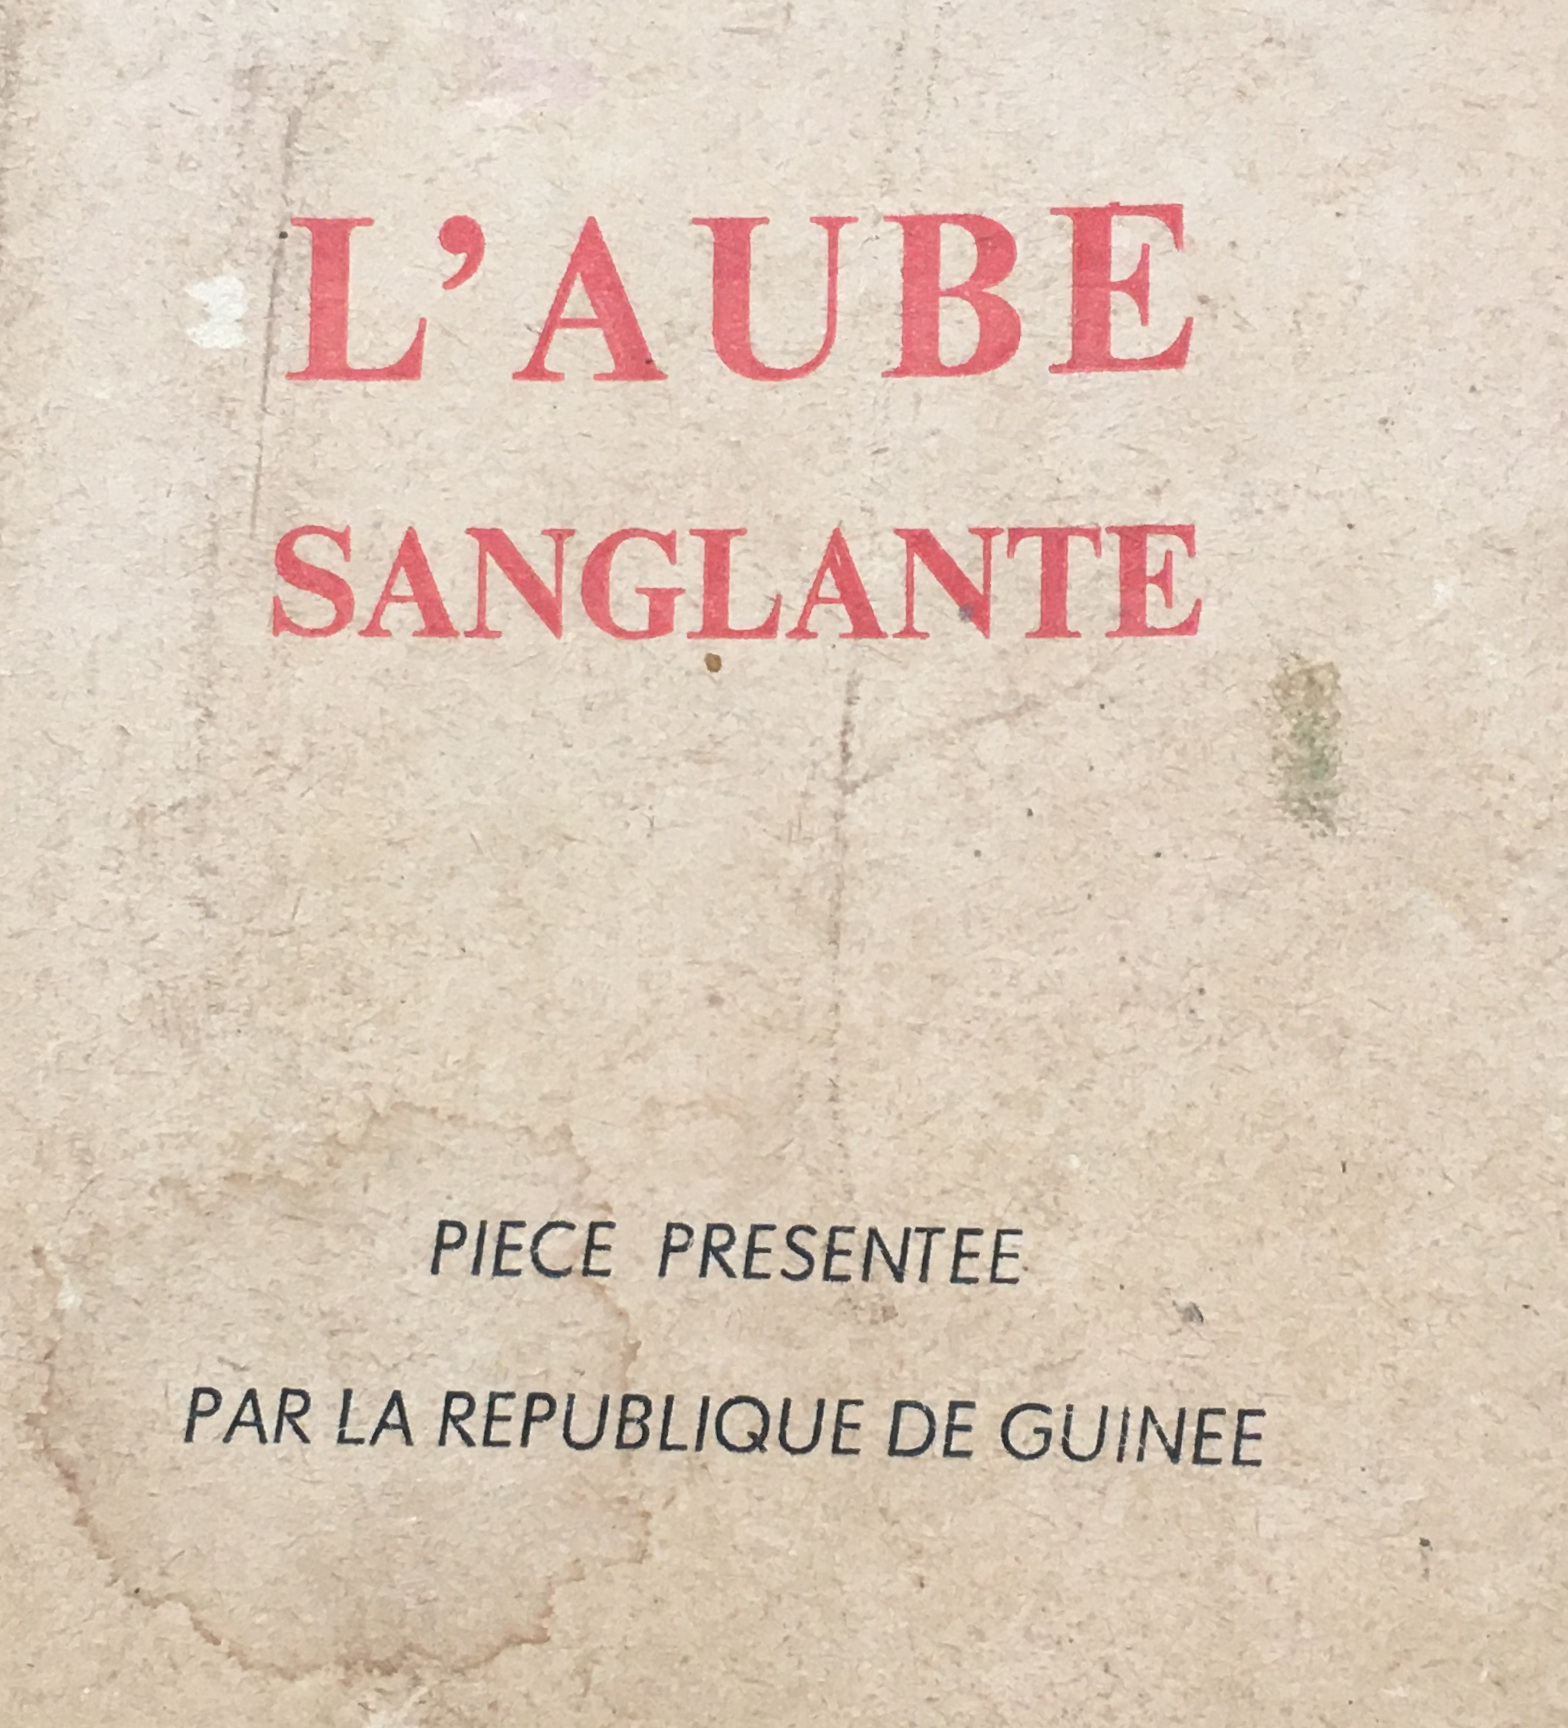 L'AUBE
SANGLANTE
PIECE PRESENTEE
PAR LA REPUBLIQUE DE GUINEE